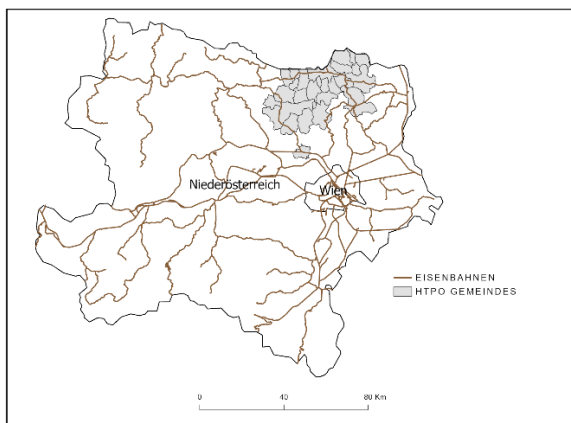 Niederösterreich
Wien
EISENBAHNEN
HTPO GEMEINDES
0 40 80 Km